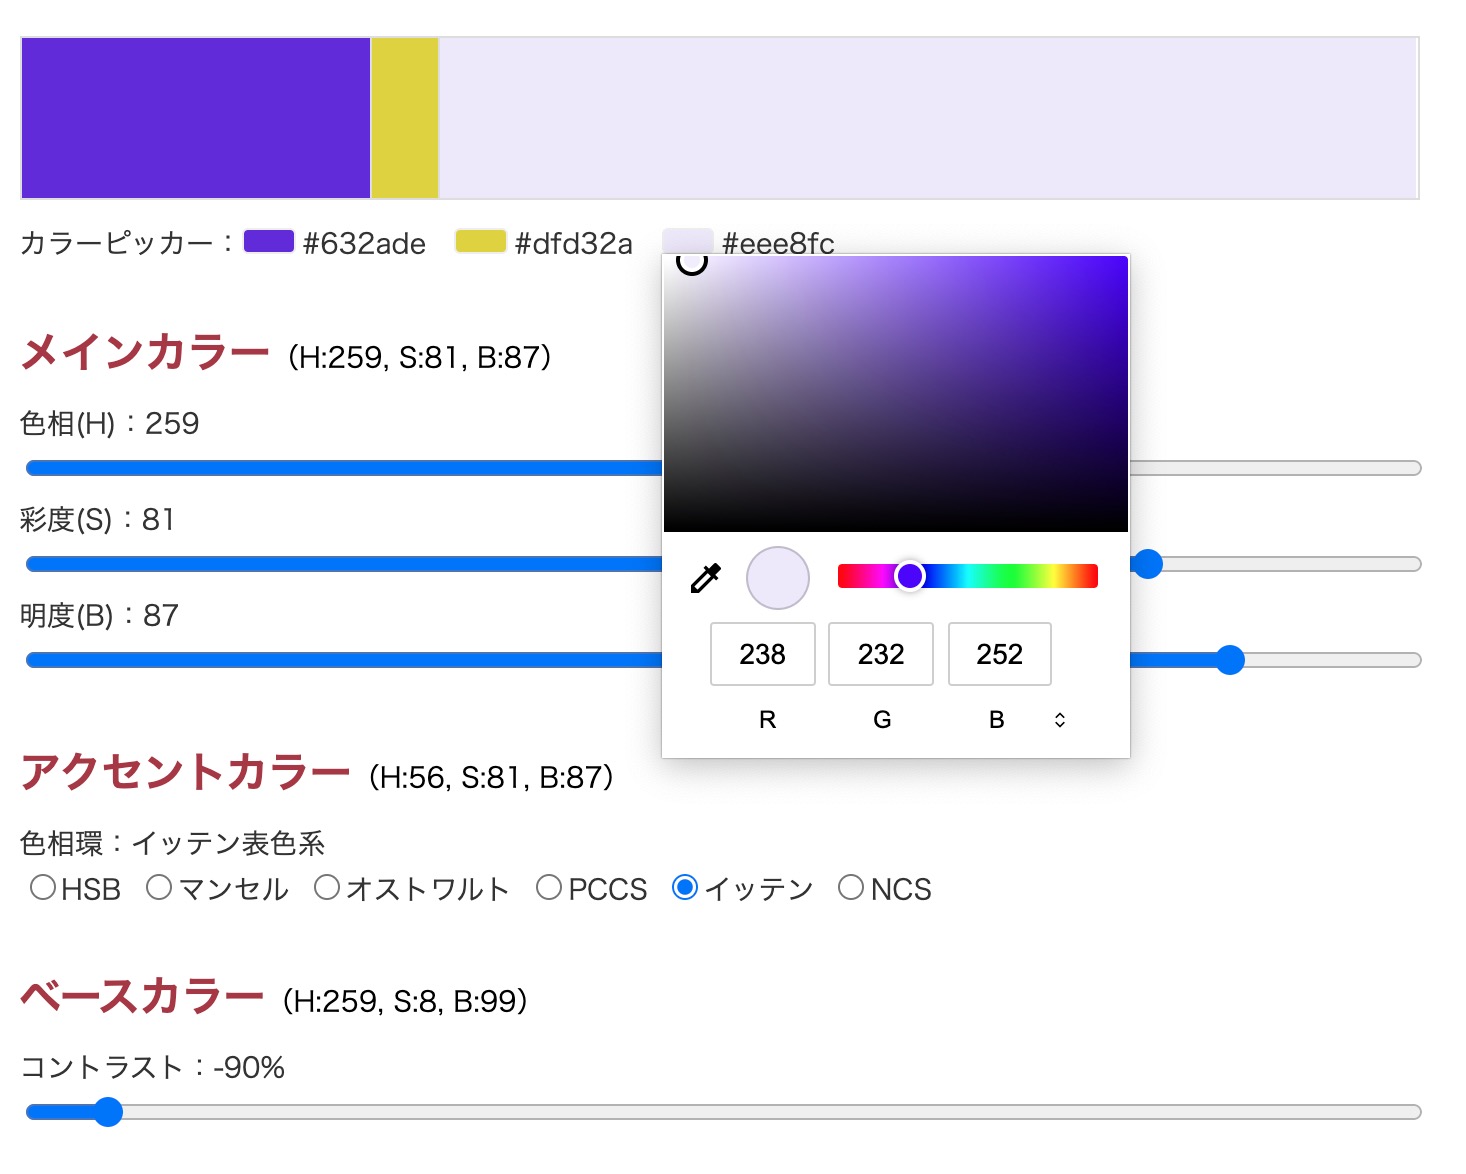 カラーピッカー：#632ade #dfd32a #eee8fc
メインカラー（H:259, S:81, B:87）
色相(H)：259
彩度(S)：81
明度(B)：87
238 232 252
R G B
アクセントカラー（H:56, S:81, B:87）
色相環：イッテン表色系
HSB マンセル オストワルト PCCS イッテン NCS
ベースカラー（H:259, S:8, B:99）
コントラスト：-90%